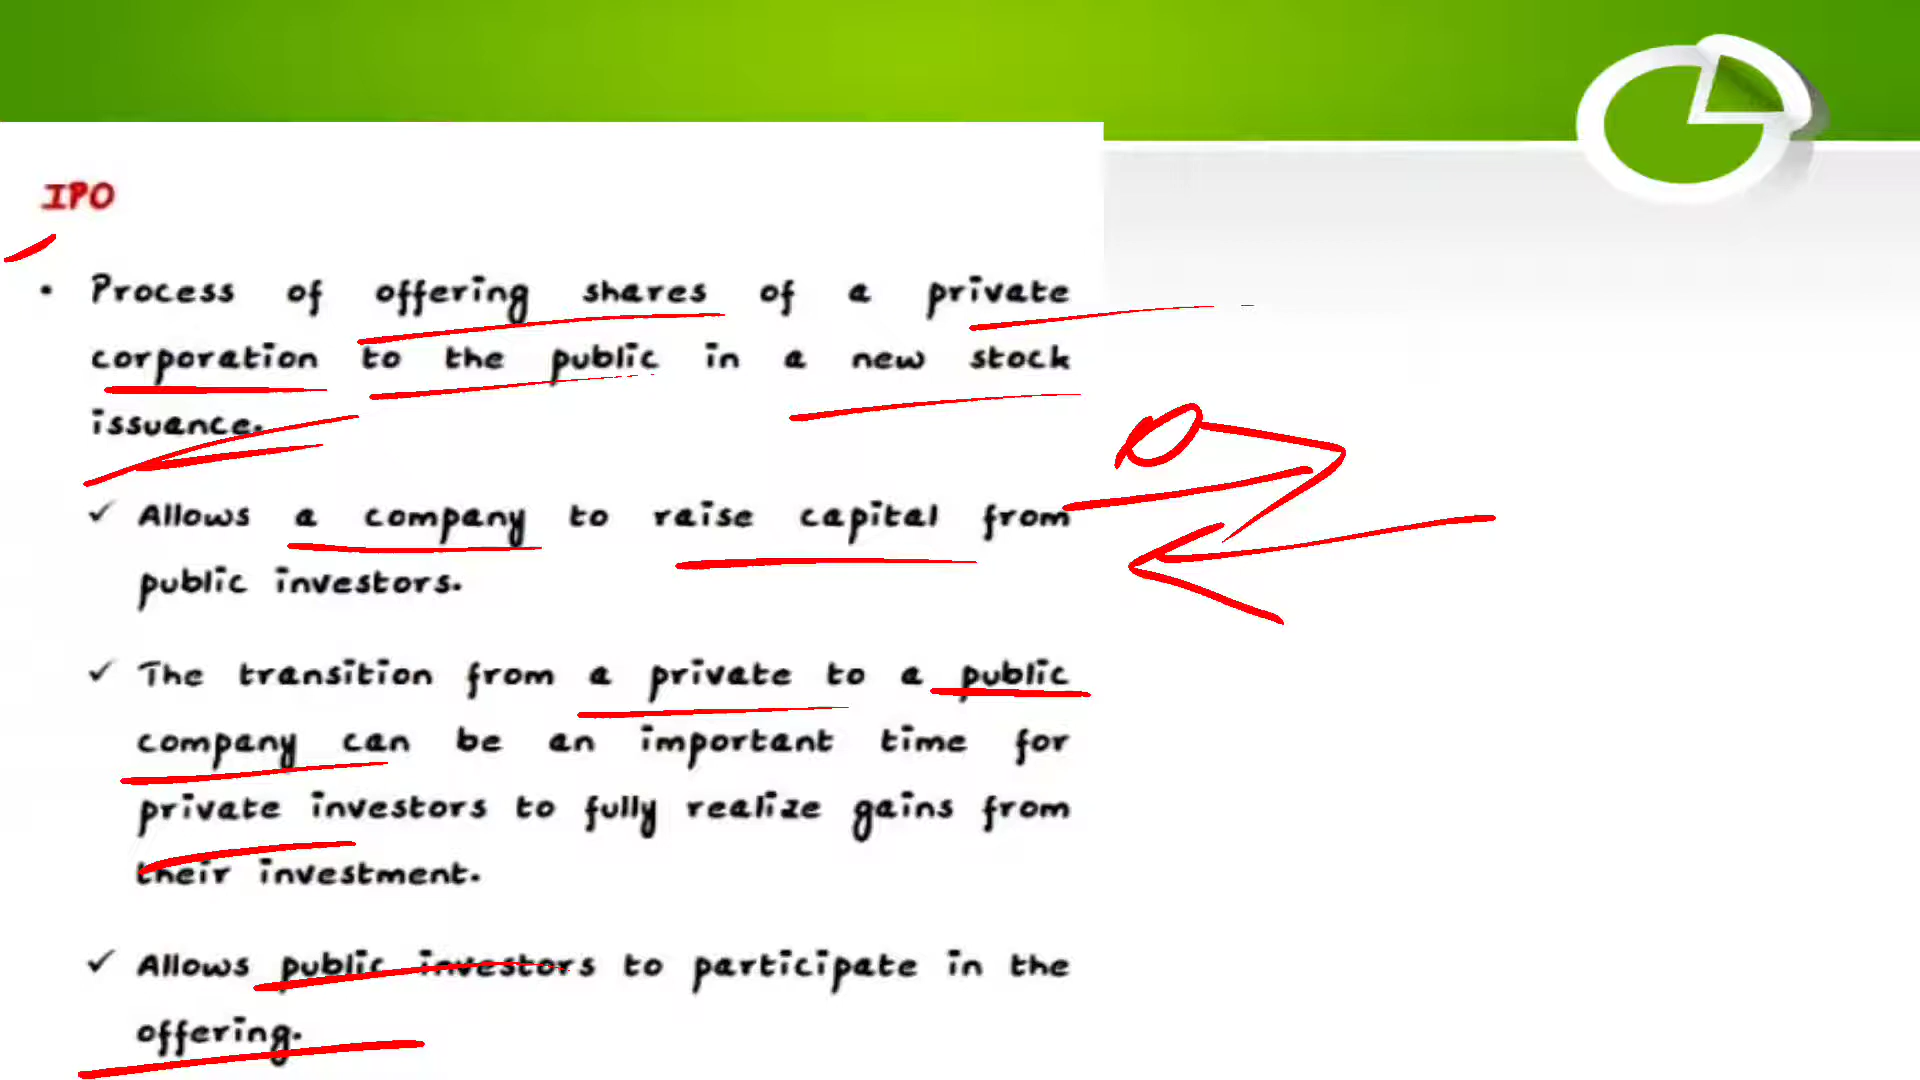 IPO
• Process of offering shares of a private
corporation to the public in a new stock
issuance.
✓ Allows a company to raise capital from
public investors.
✓ The transition from a private to a public
company can be an important time for
private investors to fully realize gains from
their investment.
✓ Allows public investors to participate in the
offering.